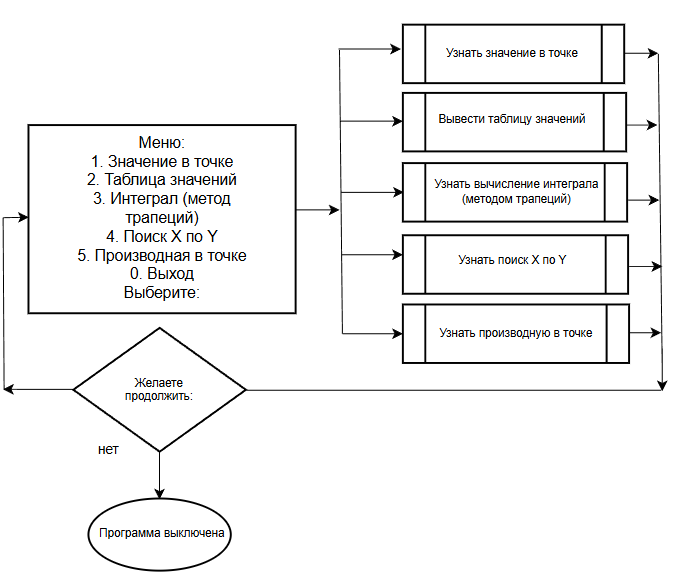 Меню:
1. Значение в точке
2. Таблица значений
3. Интеграл (метод
трапеций)
4. Поиск X по Y
5. Производная в точке
0. Выход
Выберите:
Узнать значение в точке
Вывести таблицу значений
Узнать вычисление интеграла
(методом трапеций)
Узнать поиск X по Y
Узнать производную в точке
Желаете
продолжить:
нет
Программа выключена